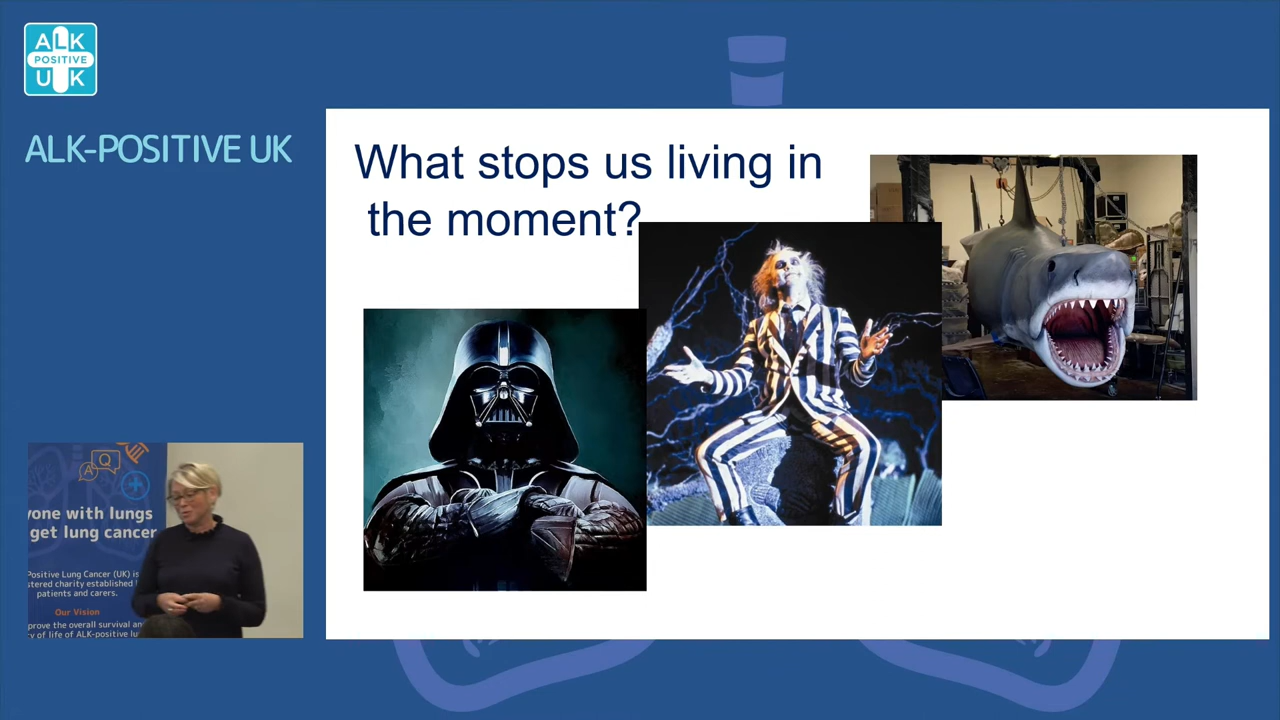 ALK
POSITIVE
UK
ALK-POSITIVE UK
What stops us living in
the moment?
A
Q
yone with lungs
get lung cancer
Positive Lung Cancer (UK) is
stered charity established
patients and carers.
Our Vision
prove the overall survival an
y of life of ALK-positive lu